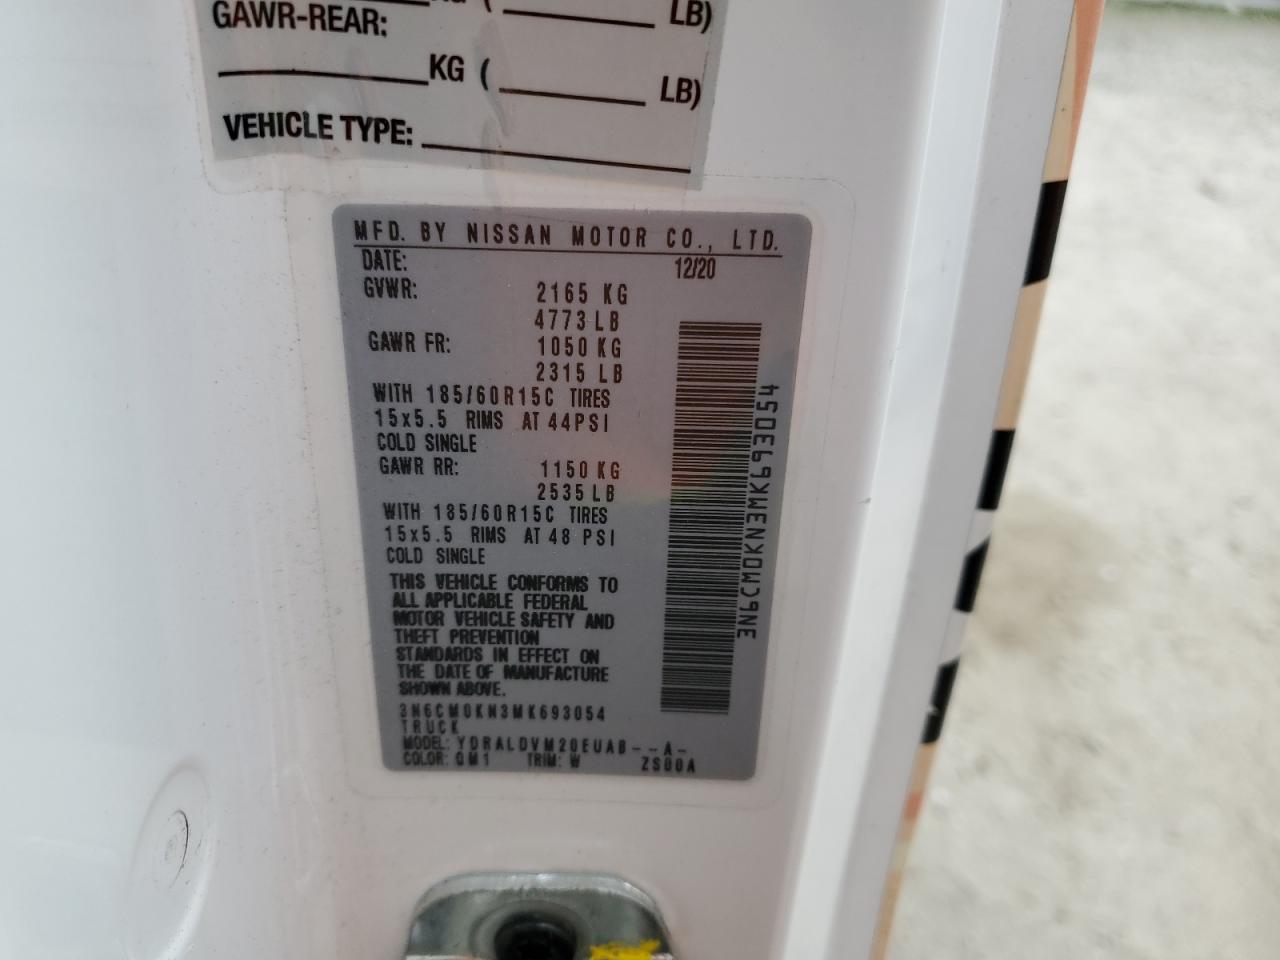 KG ( LB)
GAWR-REAR:
KG ( LB)
VEHICLE TYPE:
MFD. BY NISSAN MOTOR CO., LTD.
DATE: 12/20
GVWR: 2165 KG
4773 LB
GAWR FR: 1050 KG
2315 LB
WITH 185/60R15C TIRES
15x5.5 RIMS AT 44PSI
COLD SINGLE
GAWR RR: 1150 KG
2535 LB
WITH 185/60R15C TIRES
15x5.5 RIMS AT 48 PSI
COLD SINGLE
THIS VEHICLE CONFORMS TO
ALL APPLICABLE FEDERAL
MOTOR VEHICLE SAFETY AND
THEFT PREVENTION
STANDARDS IN EFFECT ON
THE DATE OF MANUFACTURE
SHOWN ABOVE.
3N6CM0KN3MK693054
TRUCK
MODEL: YDRALDVM20EUAB--A-
COLOR: QM1 TRIM: W ZS00A
3N6CM0KN3MK693054